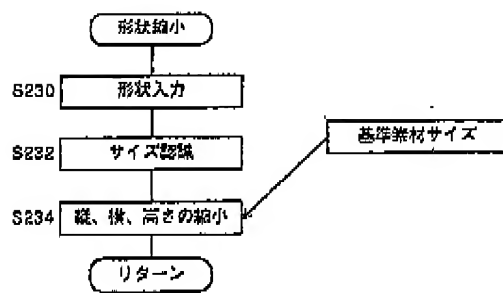 形状縮小
S230 形状入力
S232 サイズ認識
基準素材サイズ
S234 縦、横、高さの縮小
リターン